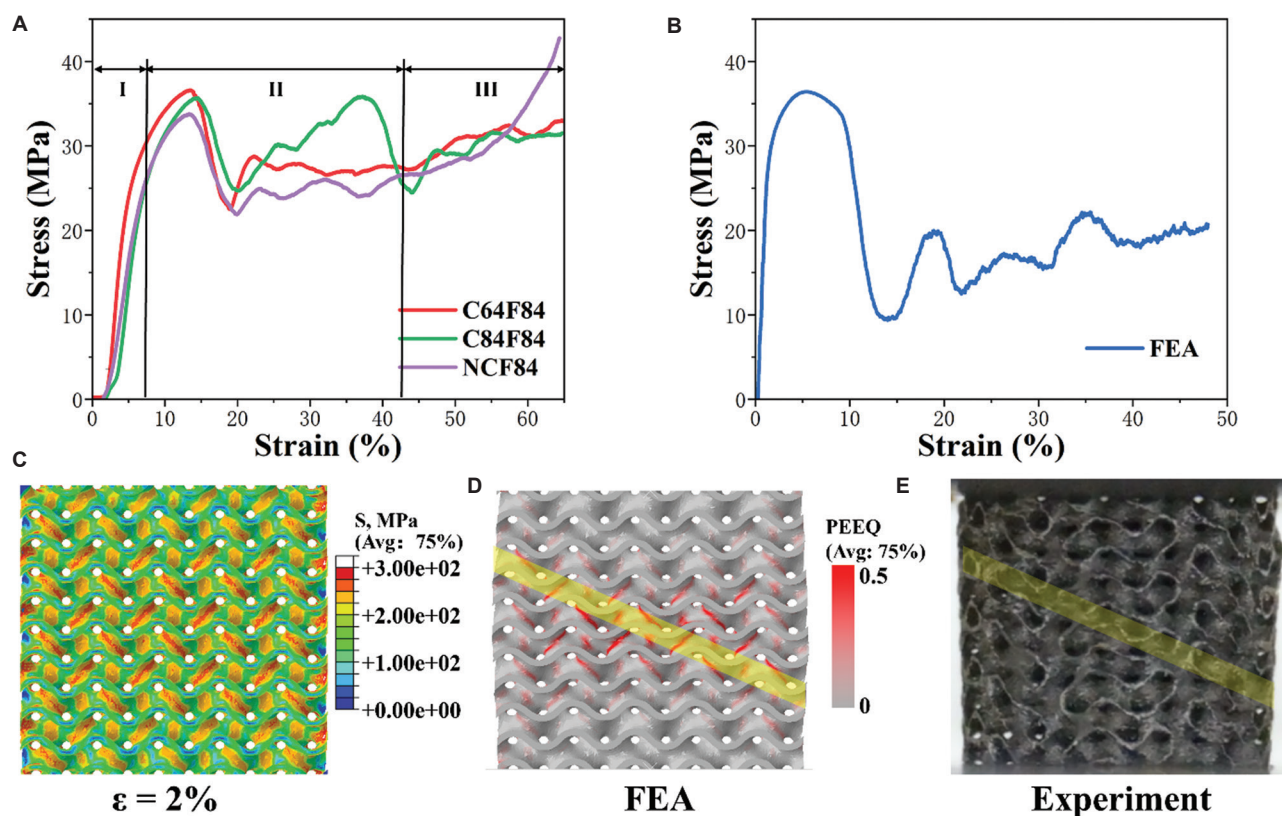 A
Stress (MPa)
40
30
20
10
0
I
II
III
C64F84
C84F84
NCF84
0 10 20 30 40 50 60
Strain (%)
B
Stress (MPa)
40
30
20
10
0
FEA
0 10 20 30 40 50
Strain (%)
C
S, MPa
(Avg: 75%)
+3.00e+02
+2.00e+02
+1.00e+02
+0.00e+00
ε = 2%
D
PEEQ
(Avg: 75%)
0.5
0
FEA
E
Experiment